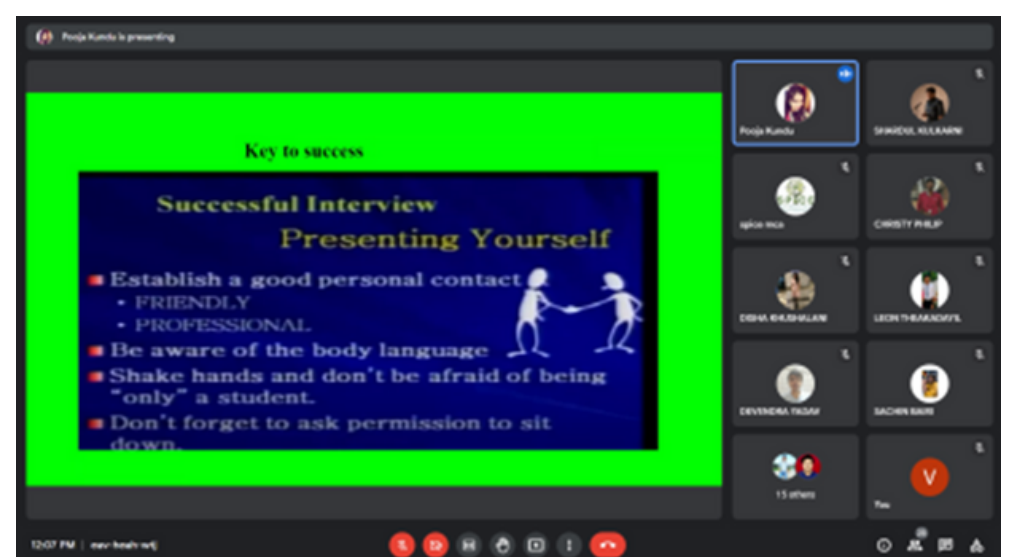 Pooja Kundu is presenting
Key to success
Successful Interview
Presenting Yourself
Establish a good personal contact
• FRIENDLY
• PROFESSIONAL
Be aware of the body language
Shake hands and don't be afraid of being
"only" a student.
Don't forget to ask permission to sit
down.
Pooja Kundu
SHARDUL KULKARNI
spico mca
CHRISTY PHILIP
DISHA KHUSHALANI
LEON
DEVENDRA YADAV
SACHIN
15 others
V
You
12:07 PM